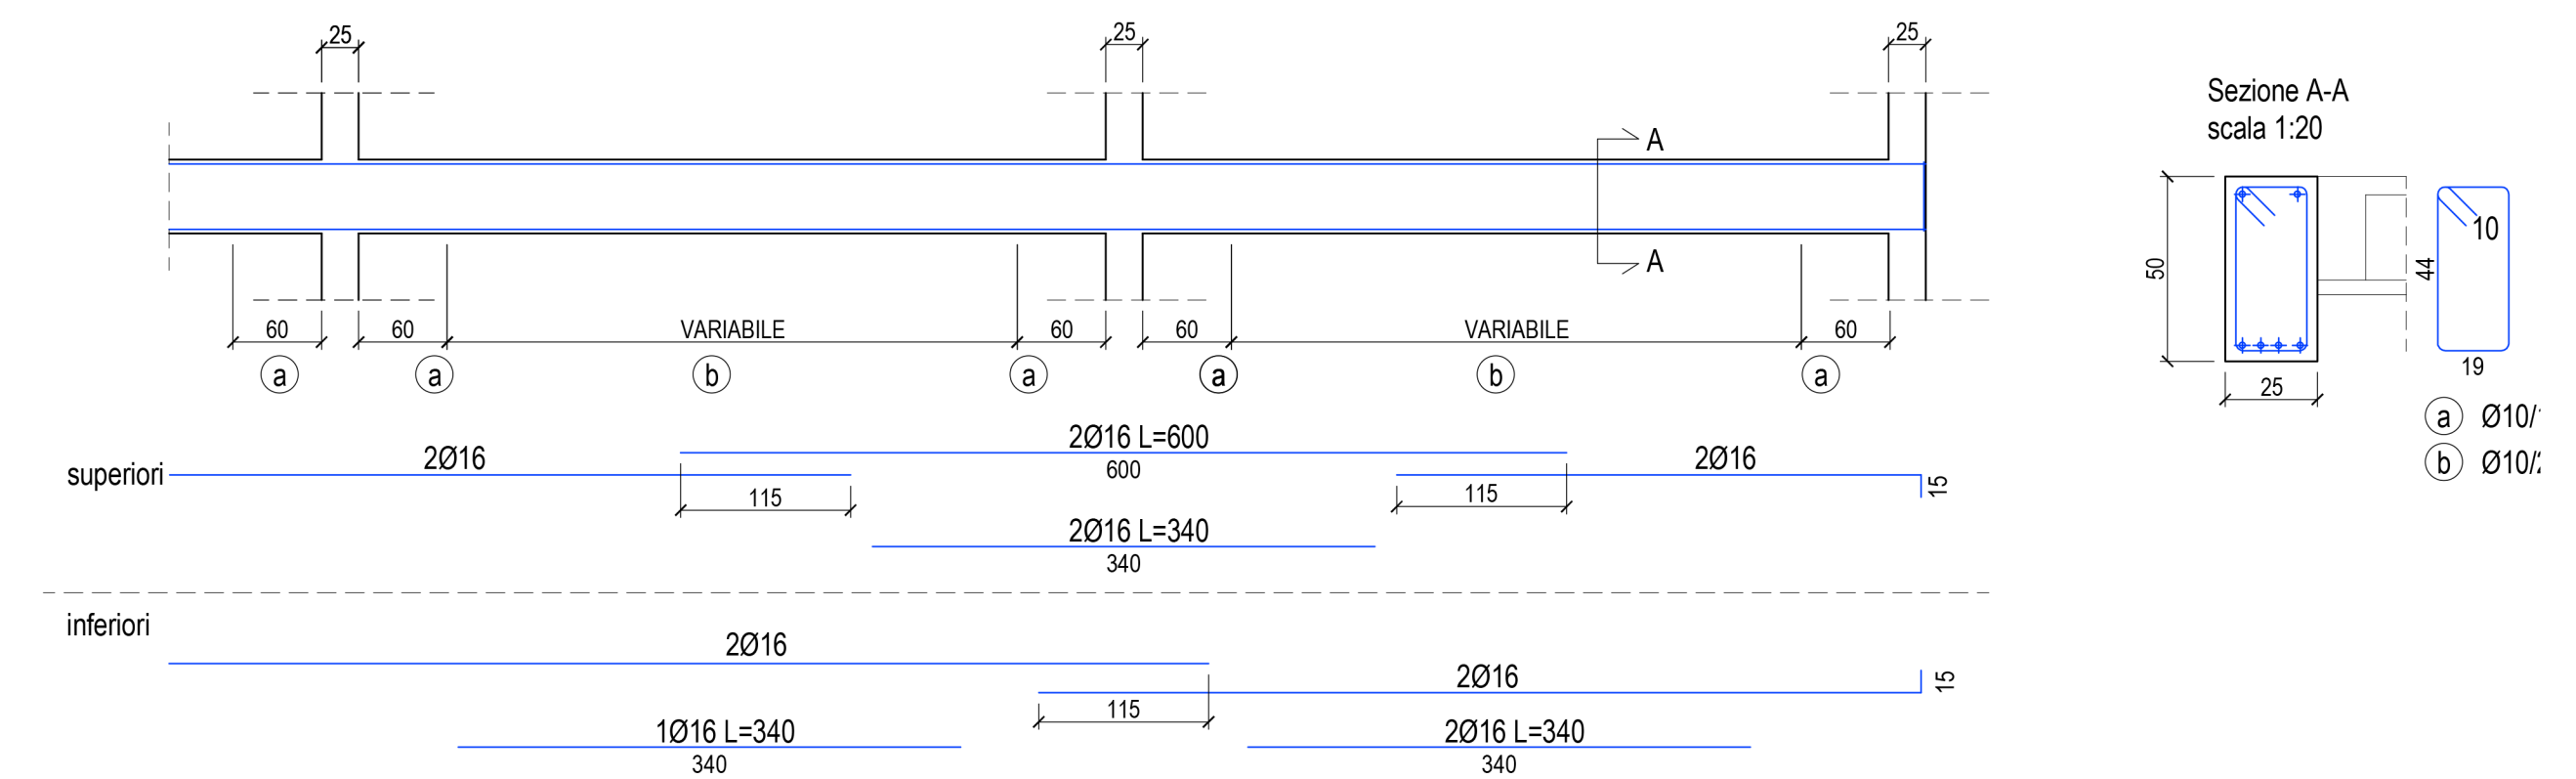 25 25 25
A
A
60 60 VARIABILE 60 60 VARIABILE 60
a a b a a b a
Sezione A-A
scala 1:20
50
25
10
44
19
a Ø10/
b Ø10/
superiori
2Ø16
2Ø16 L=600
600
2Ø16
15
115
115
2Ø16 L=340
340
inferiori
2Ø16
2Ø16
15
115
1Ø16 L=340
340
2Ø16 L=340
340